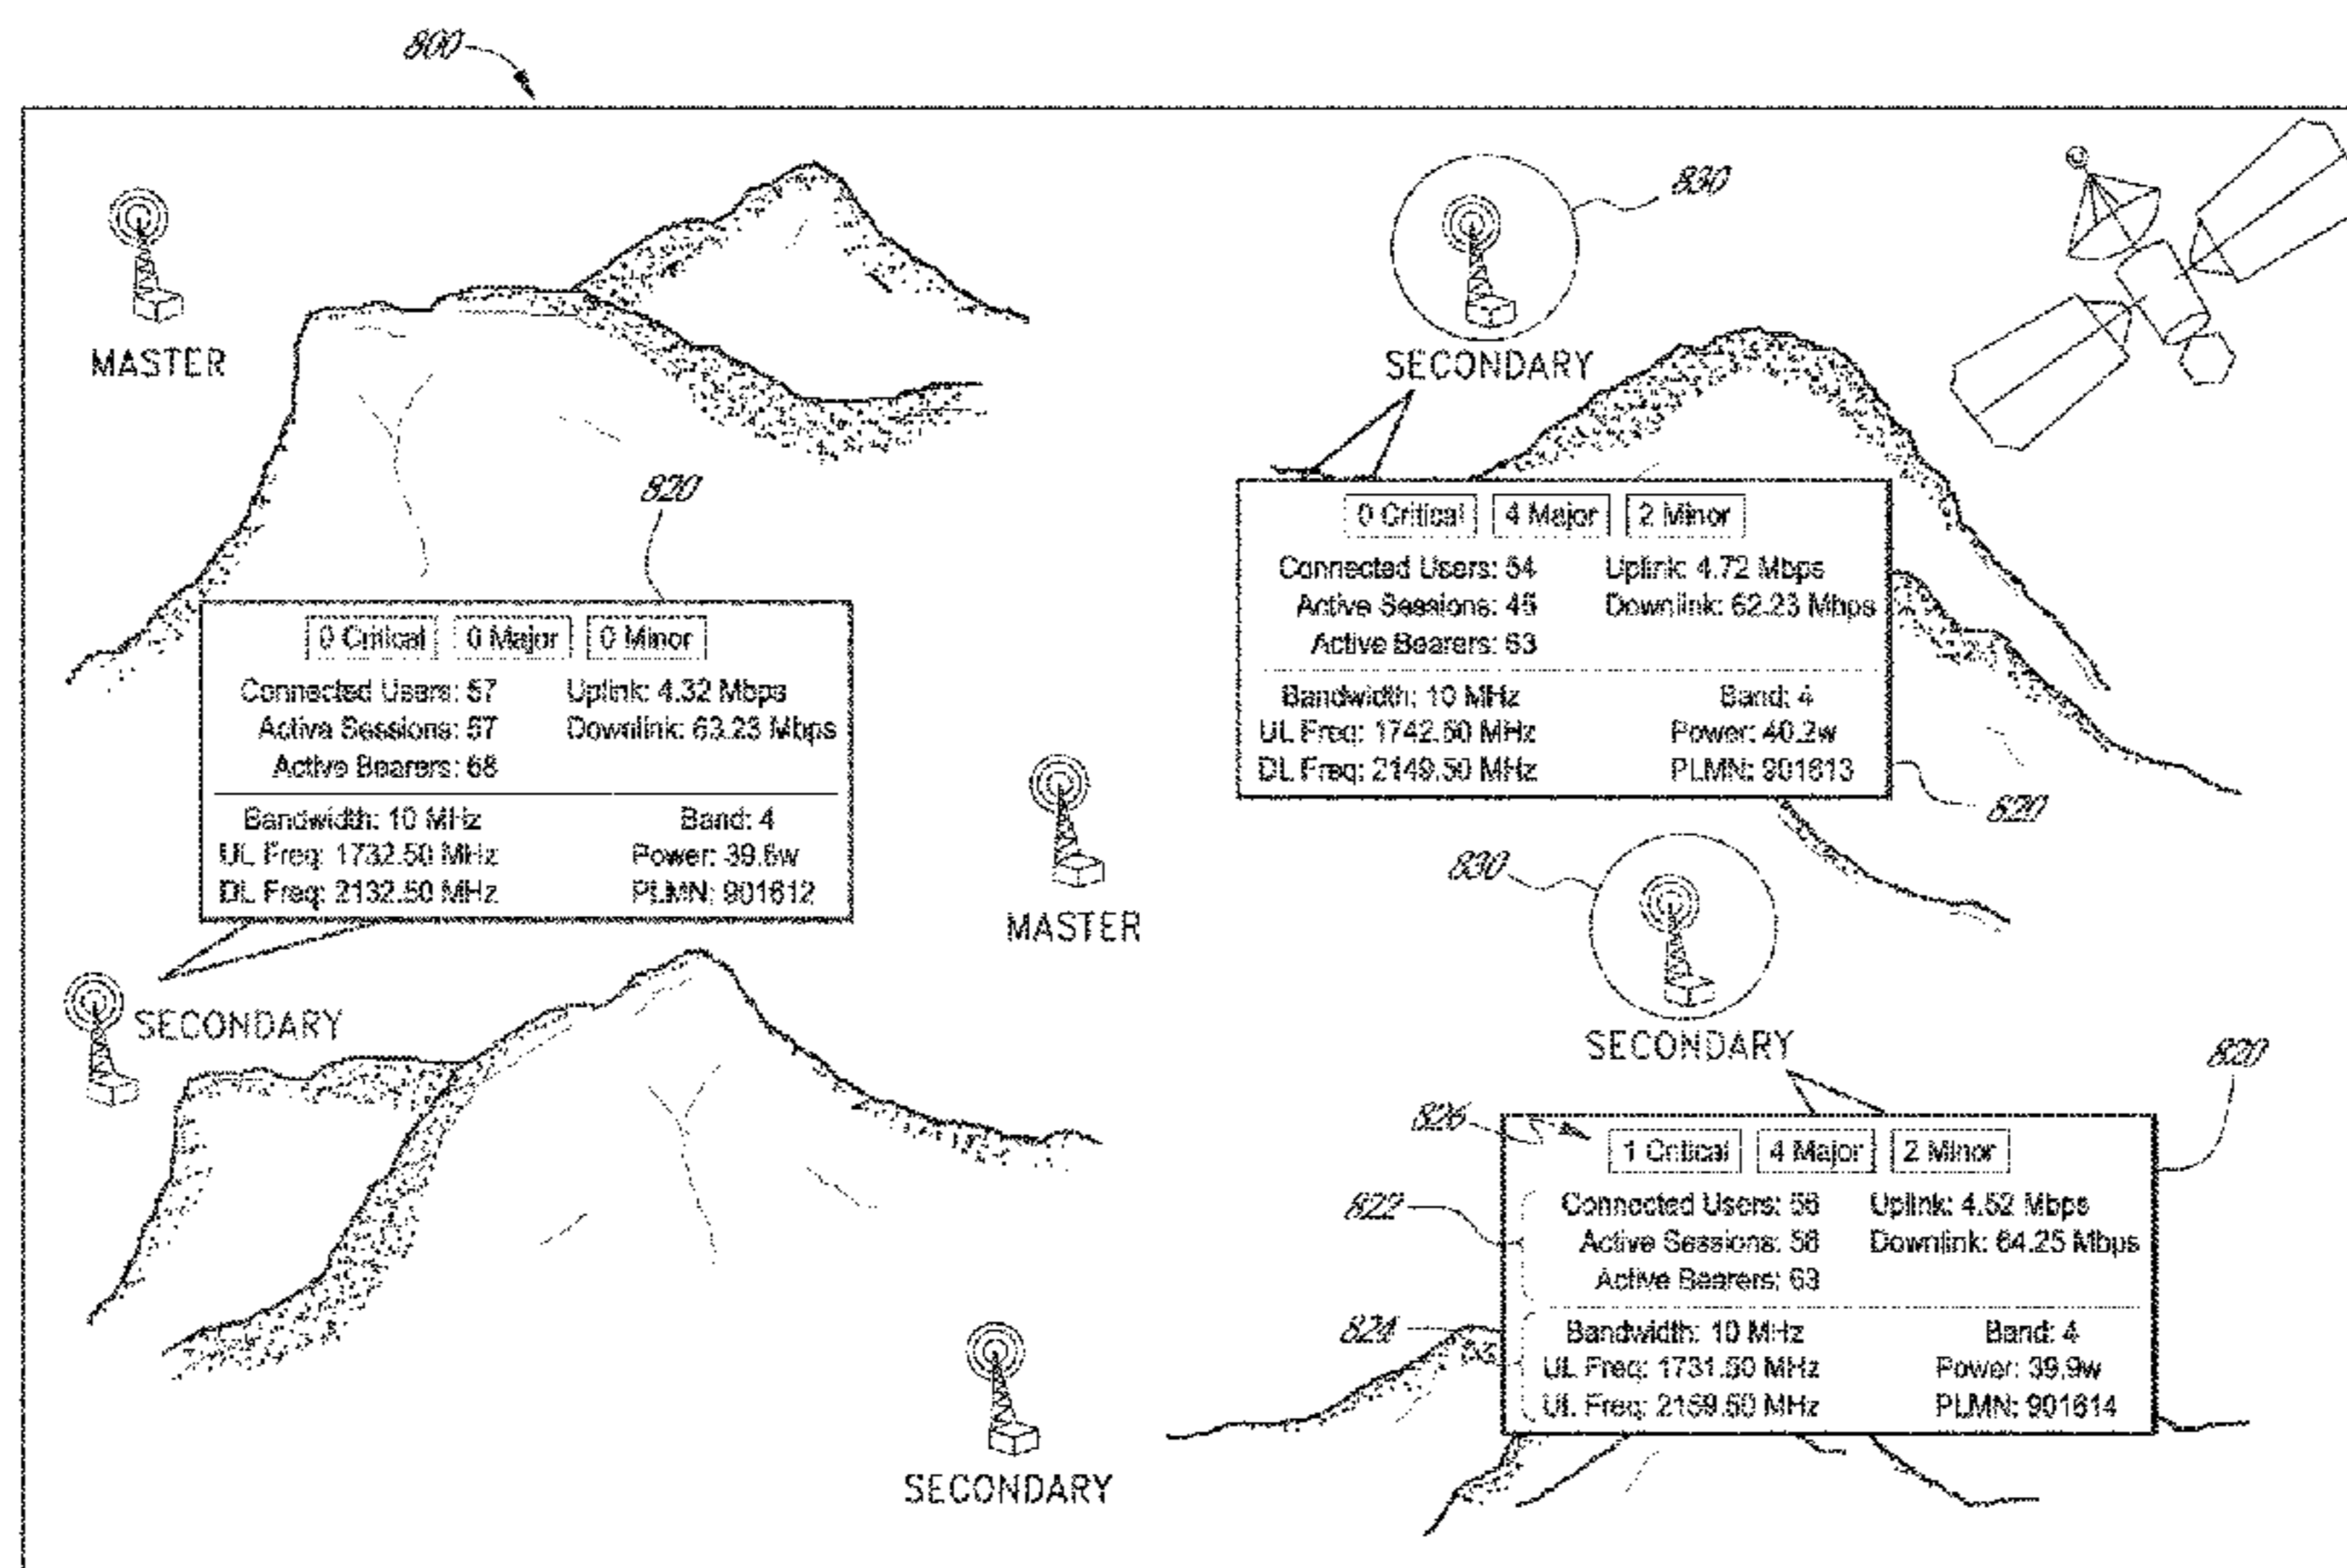 800
MASTER
830
SECONDARY
820
0 Critical 0 Major 0 Minor
Connected Users: 57 Uplink: 4.32 Mbps
Active Sessions: 57 Downlink: 63.23 Mbps
Active Bearers: 68
Bandwidth: 10 MHz Band: 4
UL Freq: 1732.50 MHz Power: 39.6w
DL Freq: 2132.50 MHz PLMN: 901612
SECONDARY
MASTER
0 Critical 4 Major 2 Minor
Connected Users: 54 Uplink: 4.72 Mbps
Active Sessions: 45 Downlink: 62.23 Mbps
Active Bearers: 63
Bandwidth: 10 MHz Band: 4
UL Freq: 1742.50 MHz Power: 40.2w
DL Freq: 2149.50 MHz PLMN: 901613
820
830
SECONDARY
820
826
1 Critical 4 Major 2 Minor
822
Connected Users: 56 Uplink: 4.52 Mbps
Active Sessions: 56 Downlink: 64.25 Mbps
Active Bearers: 63
824
Bandwidth: 10 MHz Band: 4
UL Freq: 1731.50 MHz Power: 39.9w
UL Freq: 2159.50 MHz PLMN: 901614
SECONDARY